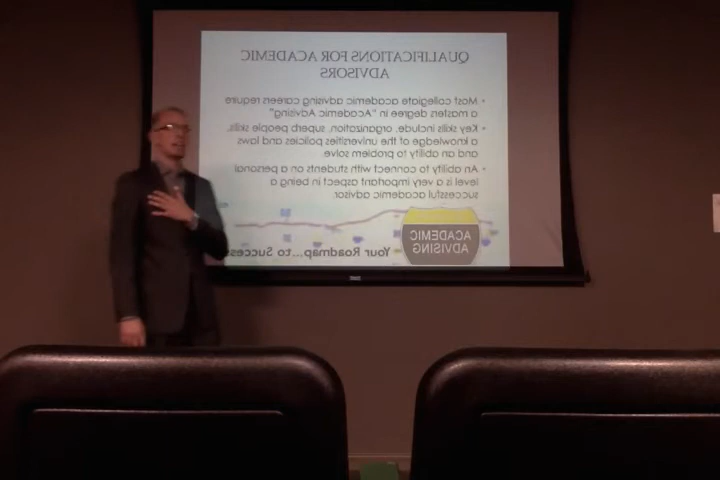 QUALIFICATIONS FOR ACADEMIC
ADVISORS
• Most collegiate academic advising careers require
a masters degree in "Academic Advising"
• Key skills include, organization, superb people skills,
a knowledge of the universities policies and laws
and an ability to problem solve
• An ability to connect with students on a personal
level is a very important aspect in being a
successful academic advisor.
ACADEMIC
ADVISING
Your Roadmap...to Success